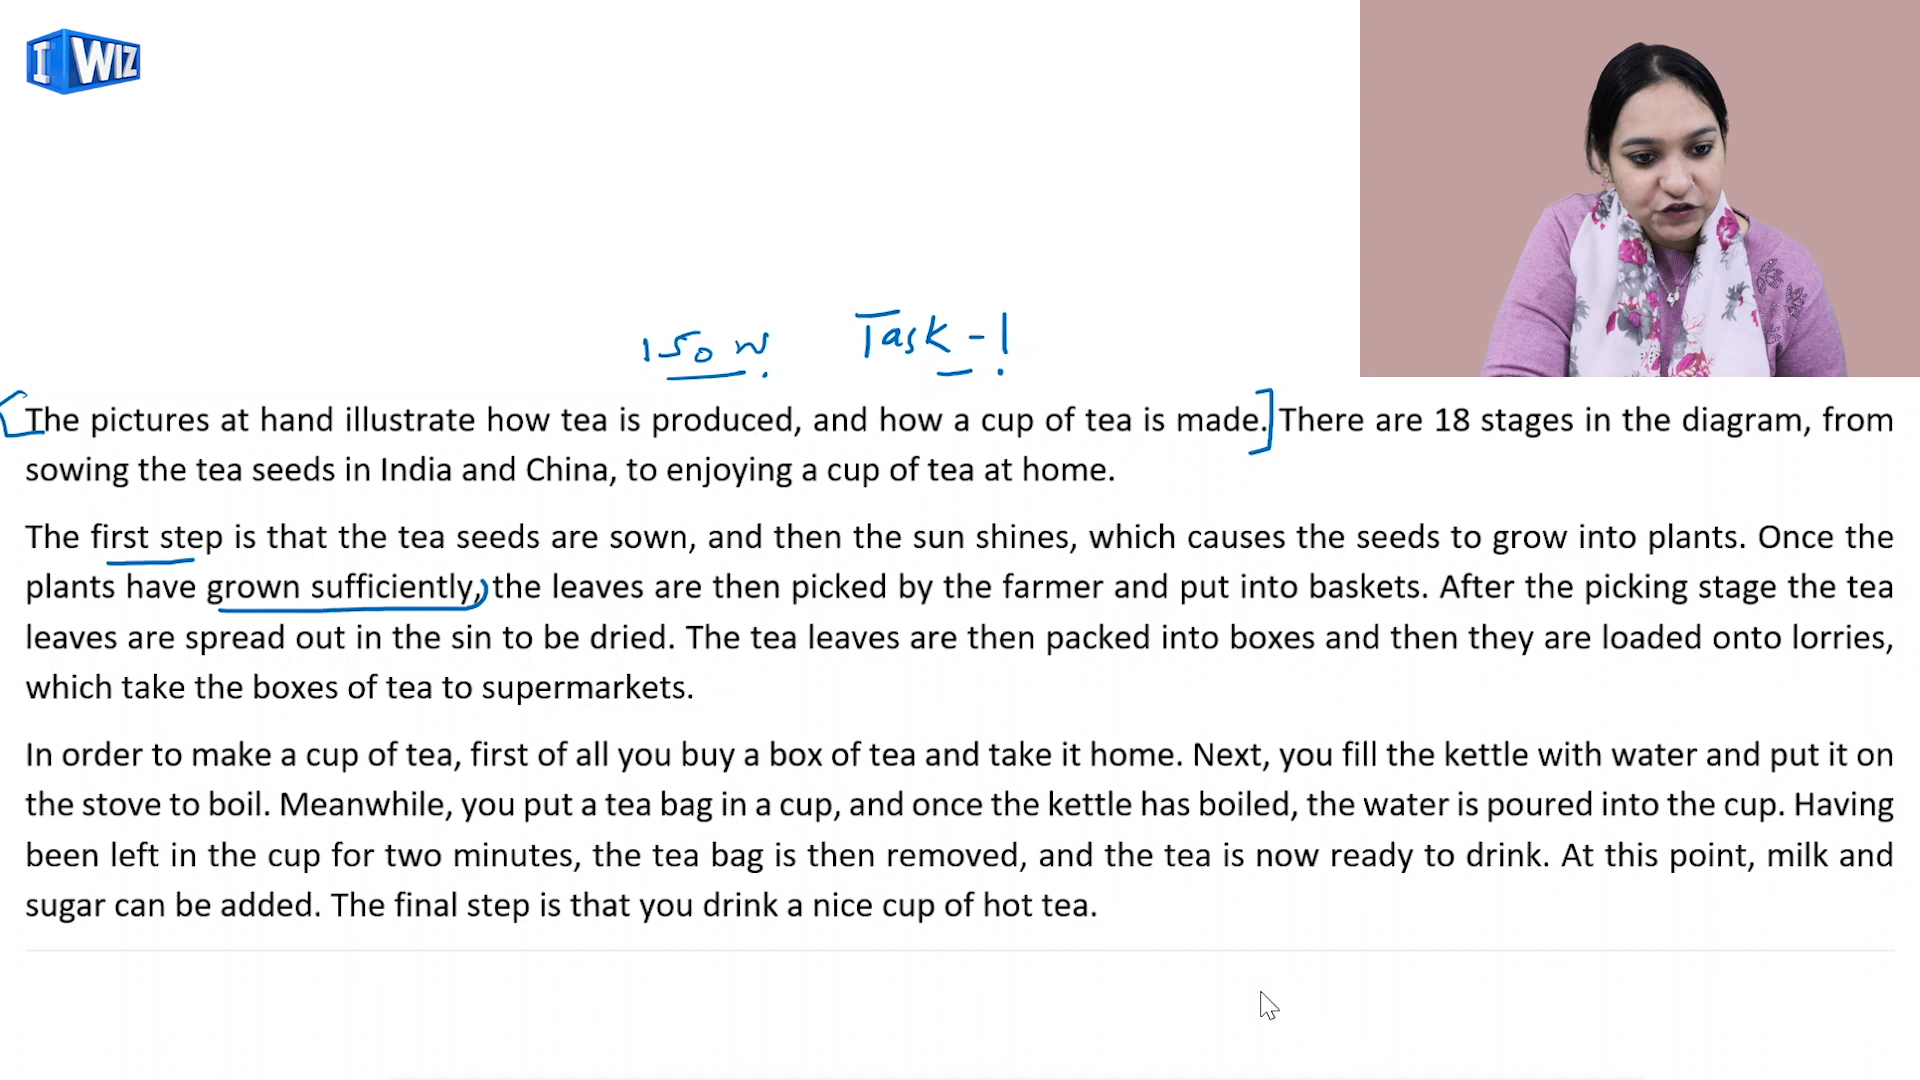 I WIZ
150 w. Task-1.
The pictures at hand illustrate how tea is produced, and how a cup of tea is made. There are 18 stages in the diagram, from
sowing the tea seeds in India and China, to enjoying a cup of tea at home.
The first step is that the tea seeds are sown, and then the sun shines, which causes the seeds to grow into plants. Once the
plants have grown sufficiently, the leaves are then picked by the farmer and put into baskets. After the picking stage the tea
leaves are spread out in the sin to be dried. The tea leaves are then packed into boxes and then they are loaded onto lorries,
which take the boxes of tea to supermarkets.
In order to make a cup of tea, first of all you buy a box of tea and take it home. Next, you fill the kettle with water and put it on
the stove to boil. Meanwhile, you put a tea bag in a cup, and once the kettle has boiled, the water is poured into the cup. Having
been left in the cup for two minutes, the tea bag is then removed, and the tea is now ready to drink. At this point, milk and
sugar can be added. The final step is that you drink a nice cup of hot tea.